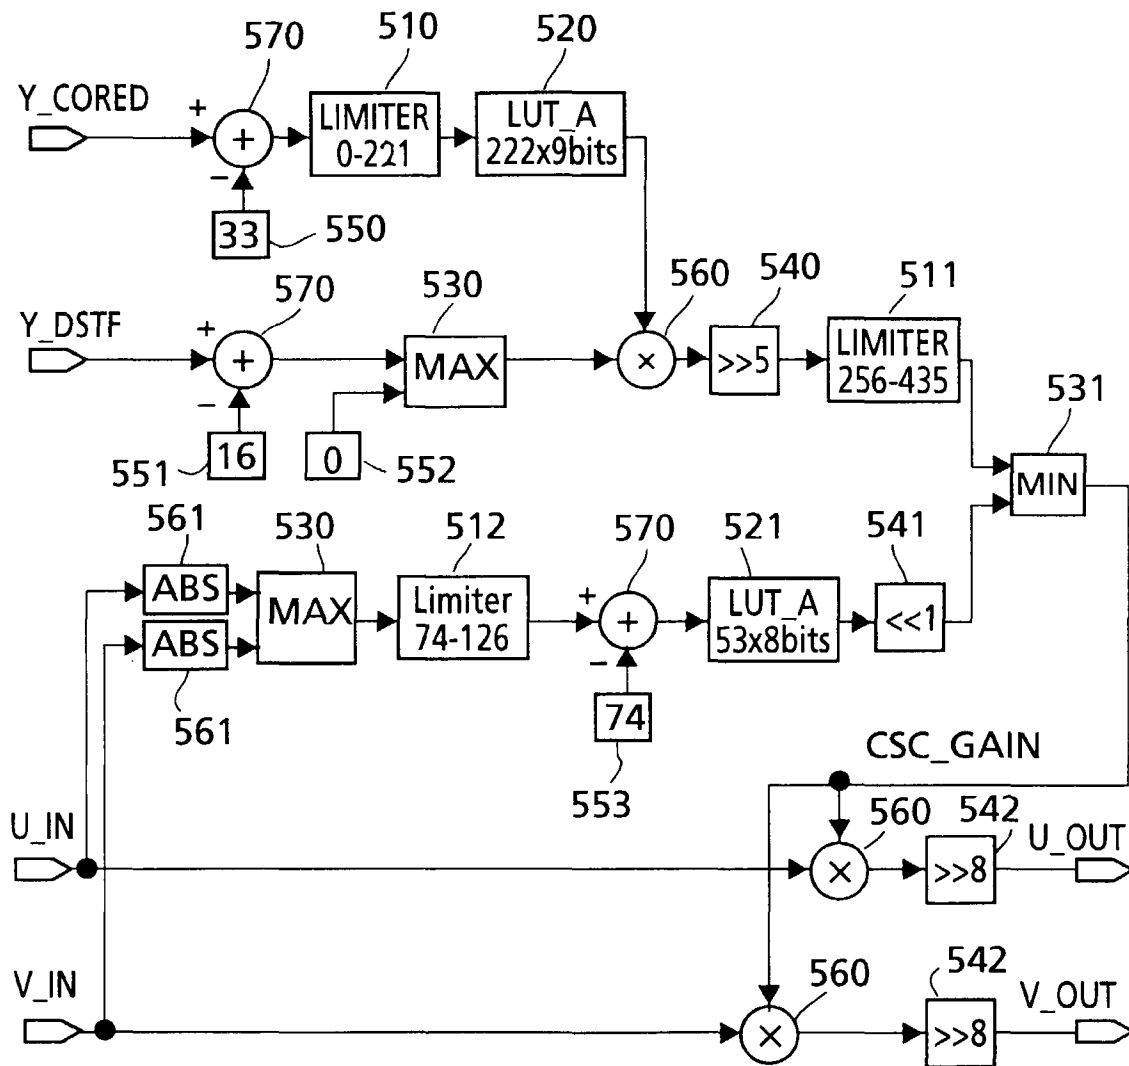 570
510
520
Y_CORED
+
+
LIMITER
0-221
LUT_A
222x9bits
−
33
550
570
530
560
540
511
Y_DSTF
+
+
MAX
×
>>5
LIMITER
256-435
−
16
551
0
552
531
MIN
561
530
512
570
521
541
ABS
MAX
Limiter
74-126
+
+
LUT_A
53x8bits
<<1
ABS
−
561
74
553
CSC_GAIN
U_IN
560
542
U_OUT
×
>>8
V_IN
560
542
V_OUT
×
>>8